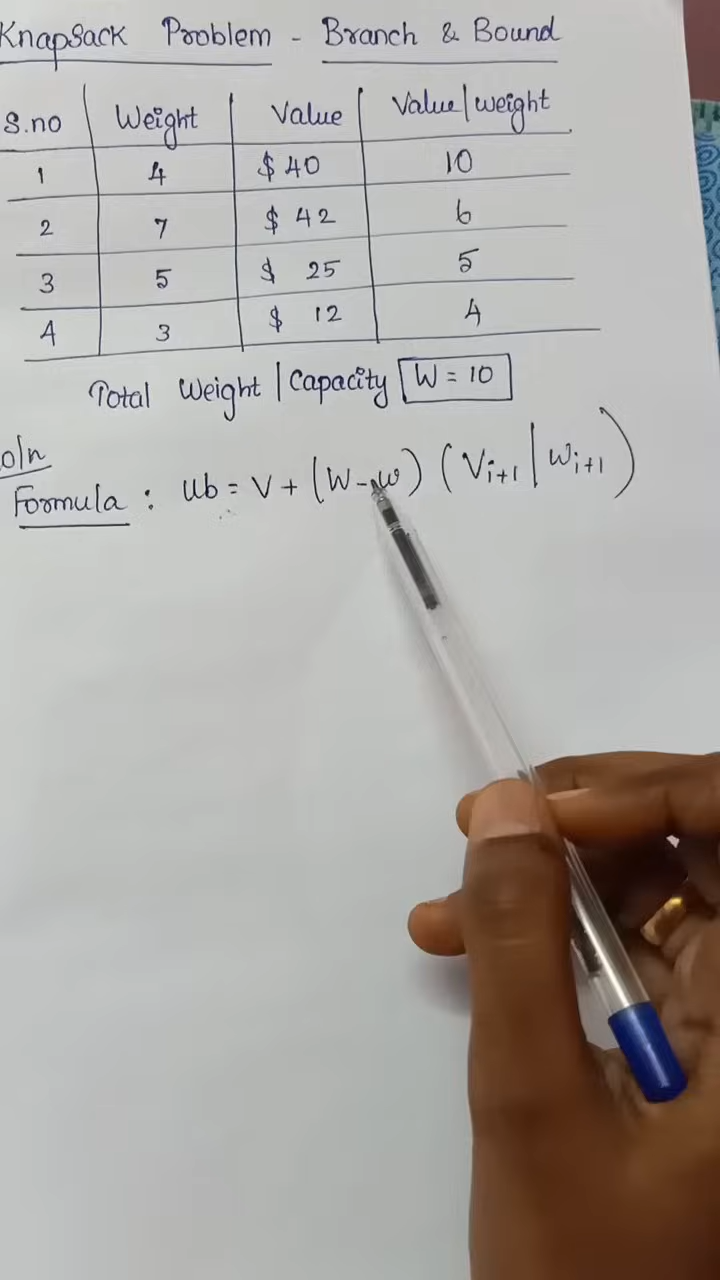 KnapSack Problem - Branch & Bound
S.no Weight Value Value/weight
1 4 $ 40 10
2 7 $ 42 6
3 5 $ 25 5
4 3 $ 12 4
Total Weight | Capacity W = 10
oln
Formula : ub = v + (W - w) (Vi+1 | wi+1)